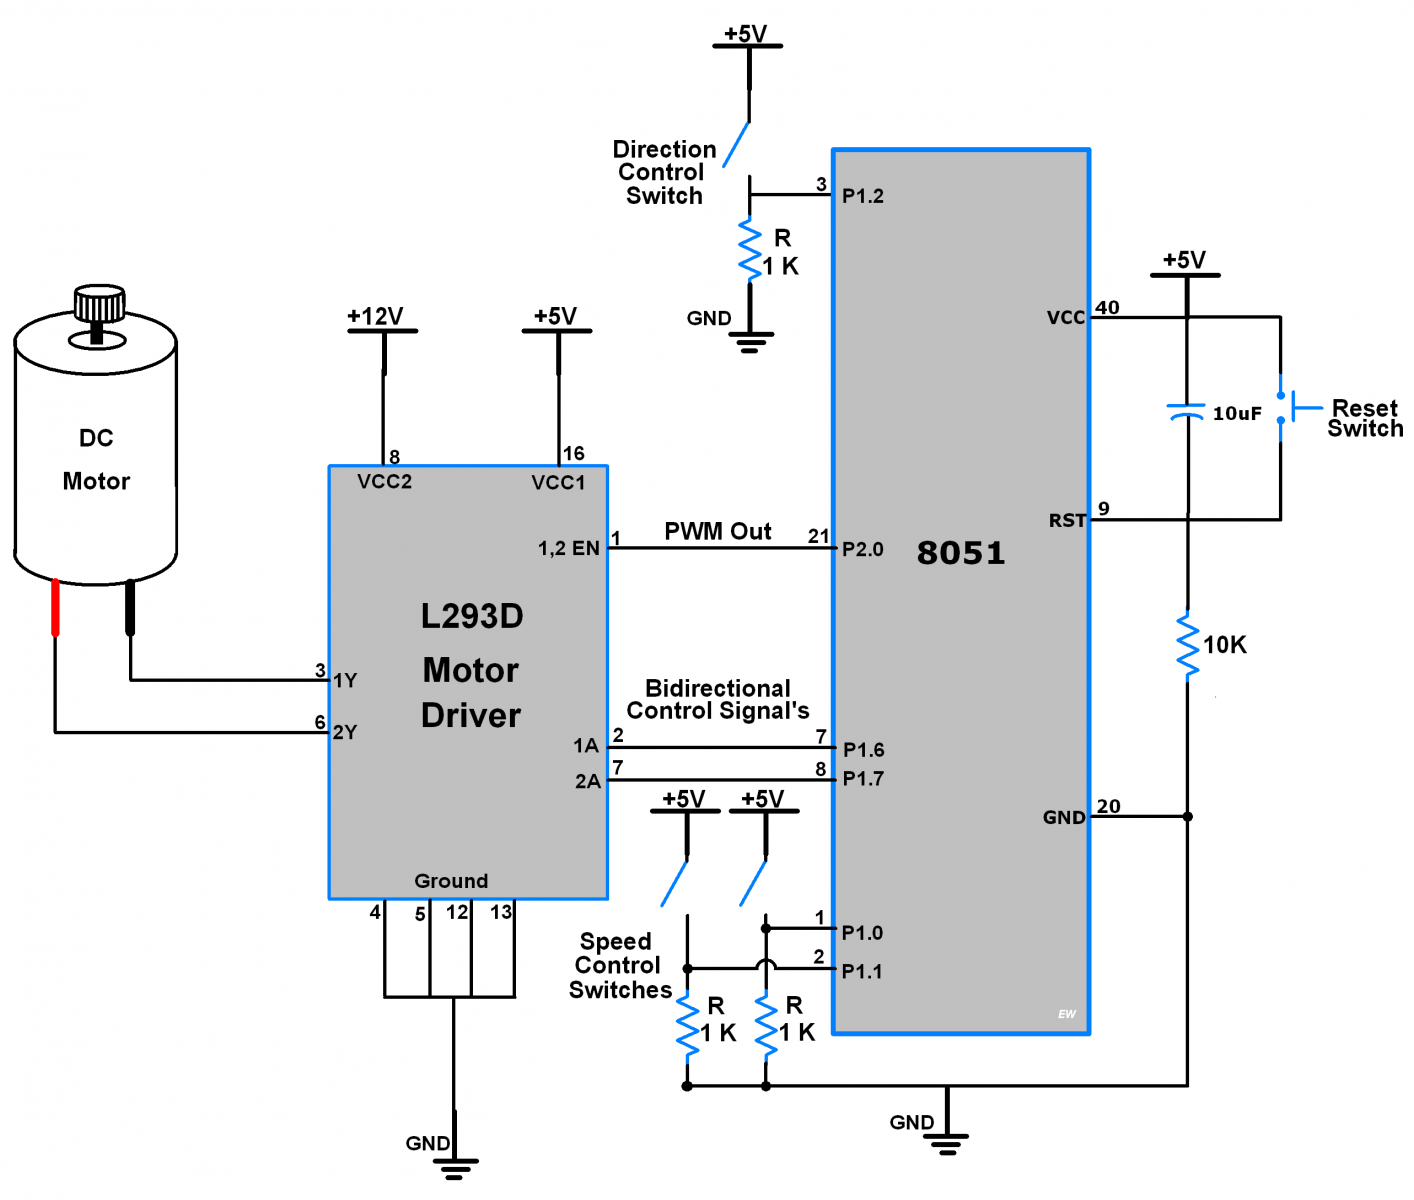 +5V
Direction
Control
Switch
3
P1.2
R
1 K
GND
+5V
VCC
40
10uF
Reset
Switch
RST
9
10K
GND
20
8051
EW
DC
Motor
+12V
+5V
8
VCC2
16
VCC1
1,2 EN
1
PWM Out
21
P2.0
L293D
Motor
Driver
3
1Y
6
2Y
Bidirectional
Control Signal's
1A
2
7
P1.6
2A
7
8
P1.7
+5V
+5V
Ground
4
5
12
13
GND
Speed
Control
Switches
1
P1.0
2
P1.1
R
1 K
R
1 K
GND